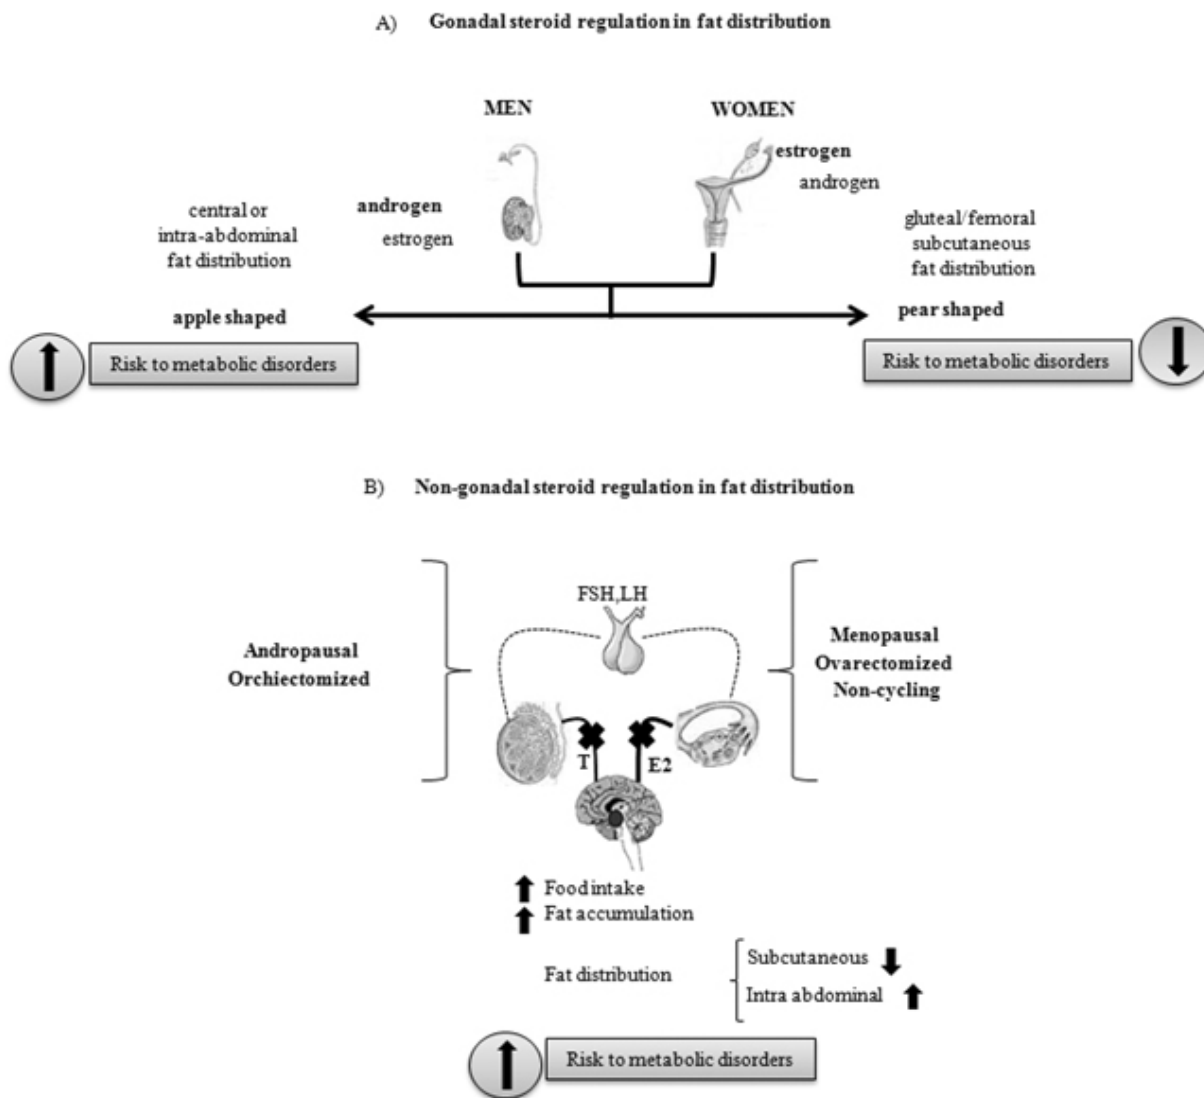 A) Gonadal steroid regulation in fat distribution
MEN
WOMEN
estrogen
androgen
androgen
estrogen
central or
intra-abdominal
fat distribution
gluteal/femoral
subcutaneous
fat distribution
apple shaped
pear shaped
Risk to metabolic disorders
Risk to metabolic disorders
B) Non-gonadal steroid regulation in fat distribution
FSH,LH
Andropausal
Orchiectomized
Menopausal
Ovarectomized
Non-cycling
T
E2
Food intake
Fat accumulation
Fat distribution
Subcutaneous
Intra abdominal
Risk to metabolic disorders